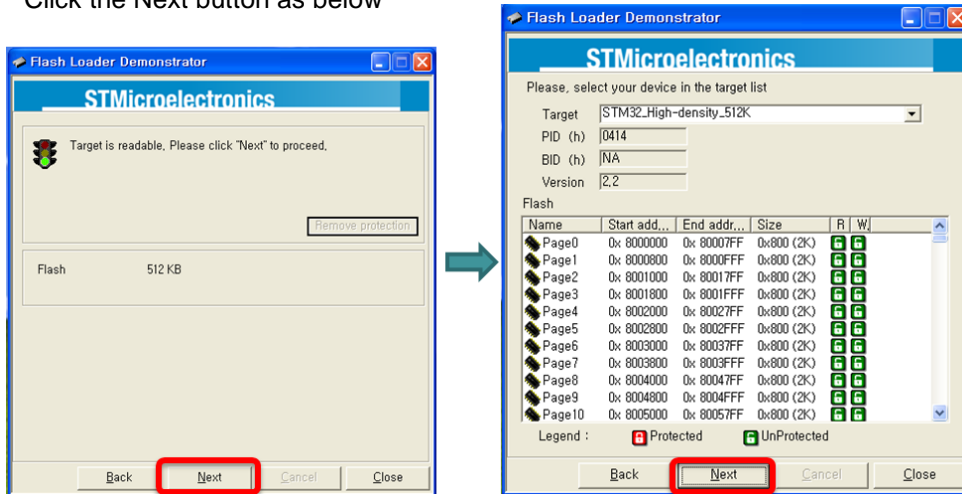 Click the Next button as below
Flash Loader Demonstrator
STMicroelectronics
Target is readable, Please click "Next" to proceed,
Remove protection
Flash 512 KB
Back Next Cancel Close
Flash Loader Demonstrator
STMicroelectronics
Please, select your device in the target list
Target STM32_High-density_512K
PID (h) 0414
BID (h) NA
Version 2,2
Flash
Name Start add... End addr... Size R W.
Page0 0x 8000000 0x 80007FF 0x800 (2K)
Page1 0x 8000800 0x 8000FFF 0x800 (2K)
Page2 0x 8001000 0x 80017FF 0x800 (2K)
Page3 0x 8001800 0x 8001FFF 0x800 (2K)
Page4 0x 8002000 0x 80027FF 0x800 (2K)
Page5 0x 8002800 0x 8002FFF 0x800 (2K)
Page6 0x 8003000 0x 80037FF 0x800 (2K)
Page7 0x 8003800 0x 8003FFF 0x800 (2K)
Page8 0x 8004000 0x 80047FF 0x800 (2K)
Page9 0x 8004800 0x 8004FFF 0x800 (2K)
Page10 0x 8005000 0x 80057FF 0x800 (2K)
Legend : Protected UnProtected
Back Next Cancel Close